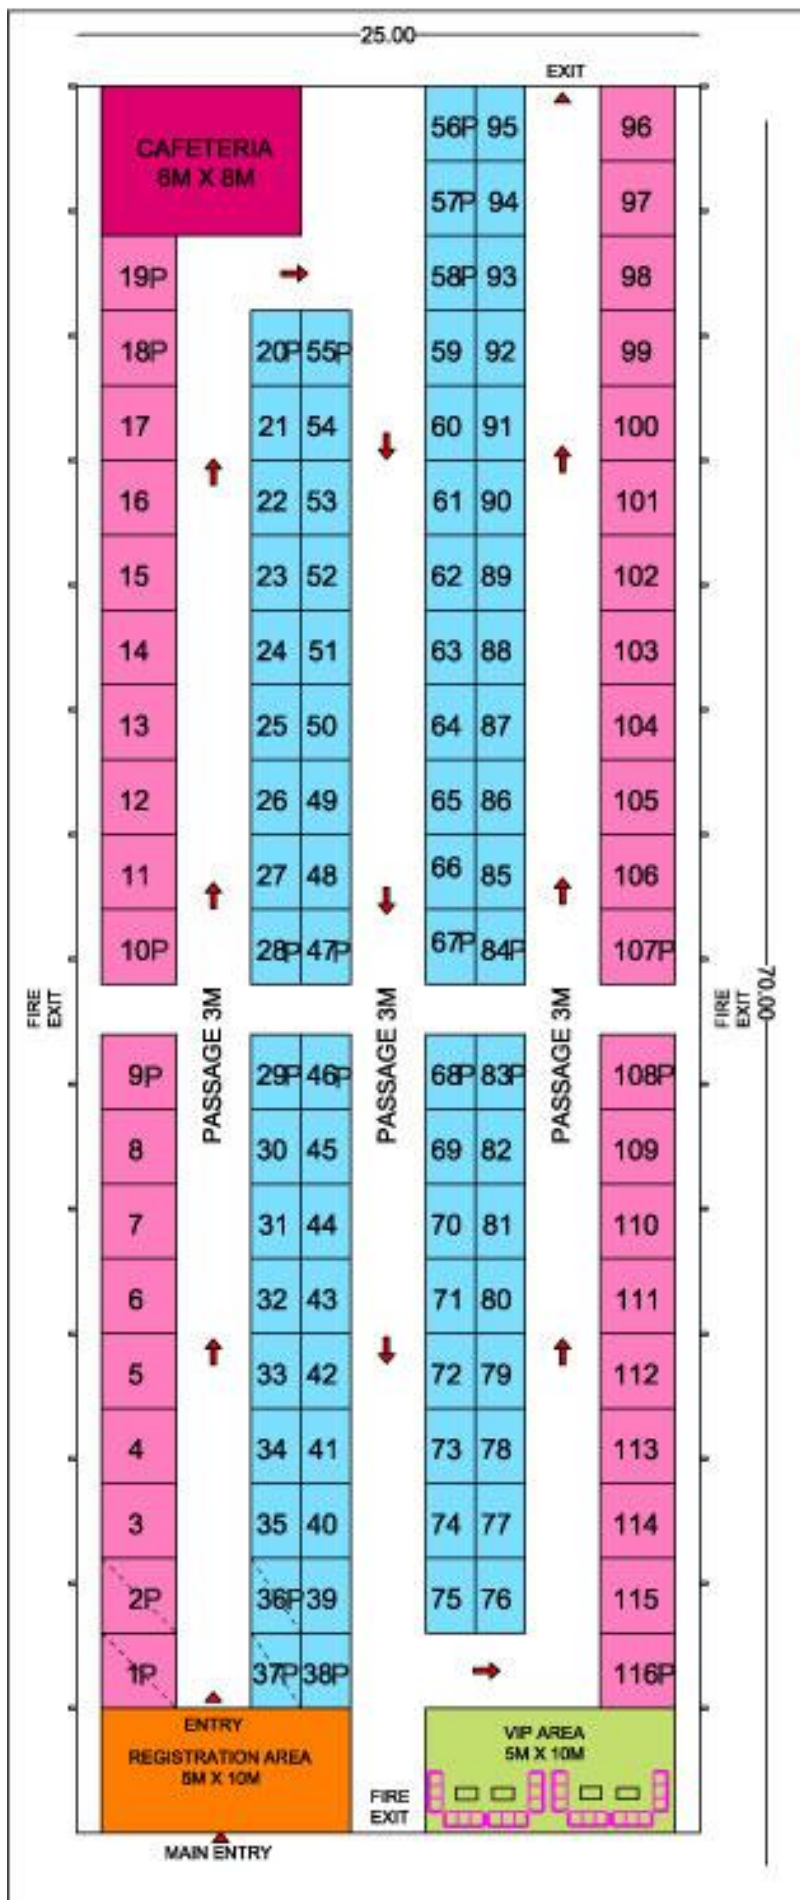 25.00
EXIT
CAFETERIA
6M X 8M
56P 95 96
57P 94 97
19P 58P 93 98
18P 20P 55P 59 92 99
17 21 54 60 91 100
16 22 53 61 90 101
15 23 52 62 89 102
14 24 51 63 88 103
13 25 50 64 87 104
12 26 49 65 86 105
11 27 48 66 85 106
10P 28P 47P 67P 84P 107P
FIRE
EXIT
PASSAGE 3M
PASSAGE 3M
PASSAGE 3M
FIRE
EXIT
70.00
9P 29P 46P 68P 83P 108P
8 30 45 69 82 109
7 31 44 70 81 110
6 32 43 71 80 111
5 33 42 72 79 112
4 34 41 73 78 113
3 35 40 74 77 114
2P 36P 39 75 76 115
1P 37P 38P 116P
ENTRY
REGISTRATION AREA
5M X 10M
VIP AREA
5M X 10M
FIRE
EXIT
MAIN ENTRY